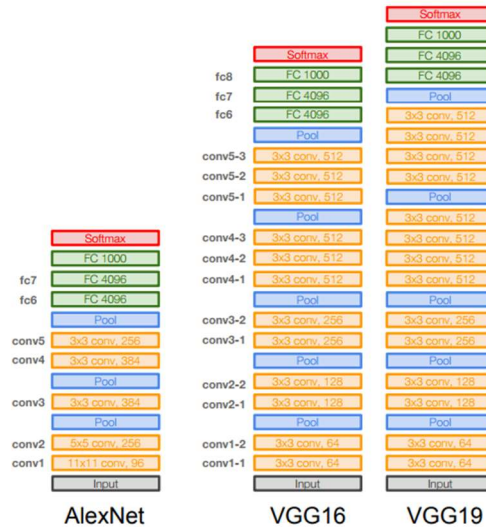 Softmax
FC 1000
fc7 FC 4096
fc6 FC 4096
Pool
conv5 3x3 conv, 256
conv4 3x3 conv, 384
Pool
conv3 3x3 conv, 384
Pool
conv2 5x5 conv, 256
conv1 11x11 conv, 96
Input
AlexNet
Softmax
fc8 FC 1000
fc7 FC 4096
fc6 FC 4096
Pool
conv5-3 3x3 conv, 512
conv5-2 3x3 conv, 512
conv5-1 3x3 conv, 512
Pool
conv4-3 3x3 conv, 512
conv4-2 3x3 conv, 512
conv4-1 3x3 conv, 512
Pool
conv3-2 3x3 conv, 256
conv3-1 3x3 conv, 256
Pool
conv2-2 3x3 conv, 128
conv2-1 3x3 conv, 128
Pool
conv1-2 3x3 conv, 64
conv1-1 3x3 conv, 64
Input
VGG16
Softmax
FC 1000
FC 4096
FC 4096
Pool
3x3 conv, 512
3x3 conv, 512
3x3 conv, 512
3x3 conv, 512
Pool
3x3 conv, 512
3x3 conv, 512
3x3 conv, 512
3x3 conv, 512
Pool
3x3 conv, 256
3x3 conv, 256
Pool
3x3 conv, 128
3x3 conv, 128
Pool
3x3 conv, 64
3x3 conv, 64
Input
VGG19